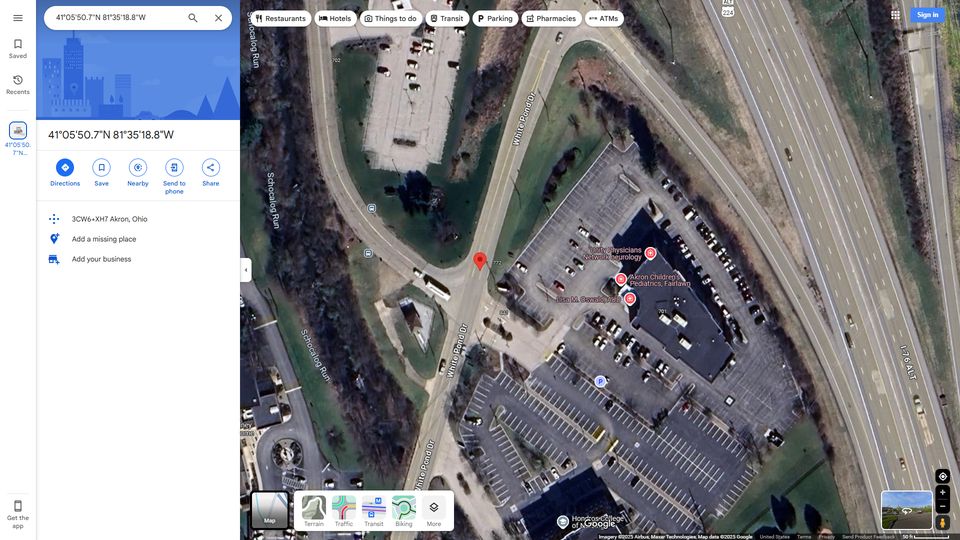 41°05'50.7"N 81°35'18.8"W
Restaurants
Hotels
Things to do
Transit
Parking
Pharmacies
ATMs
Sign in
Saved
Recents
41°05'50.
7"N...
41°05'50.7"N 81°35'18.8"W
Directions
Save
Nearby
Send to
phone
Share
3CW6+XH7 Akron, Ohio
Add a missing place
Add your business
Get the
app
ALT
224
702
Schocalog Run
Schocalog Run
Schocalog Run
White Pond Dr
White Pond Dr
White Pond Dr
772
Physicians
Network neurology
Akron Children's
Pediatrics, Fairlawn
Lisa M. Oswald,
701
P
I-76 ALT
Hondros College
of
Google
Map
Terrain
Traffic
Transit
Biking
More
Imagery ©2025 Airbus, Maxar Technologies, Map data ©2025 Google
United States
Terms
Privacy
Send Product Feedback
50 ft